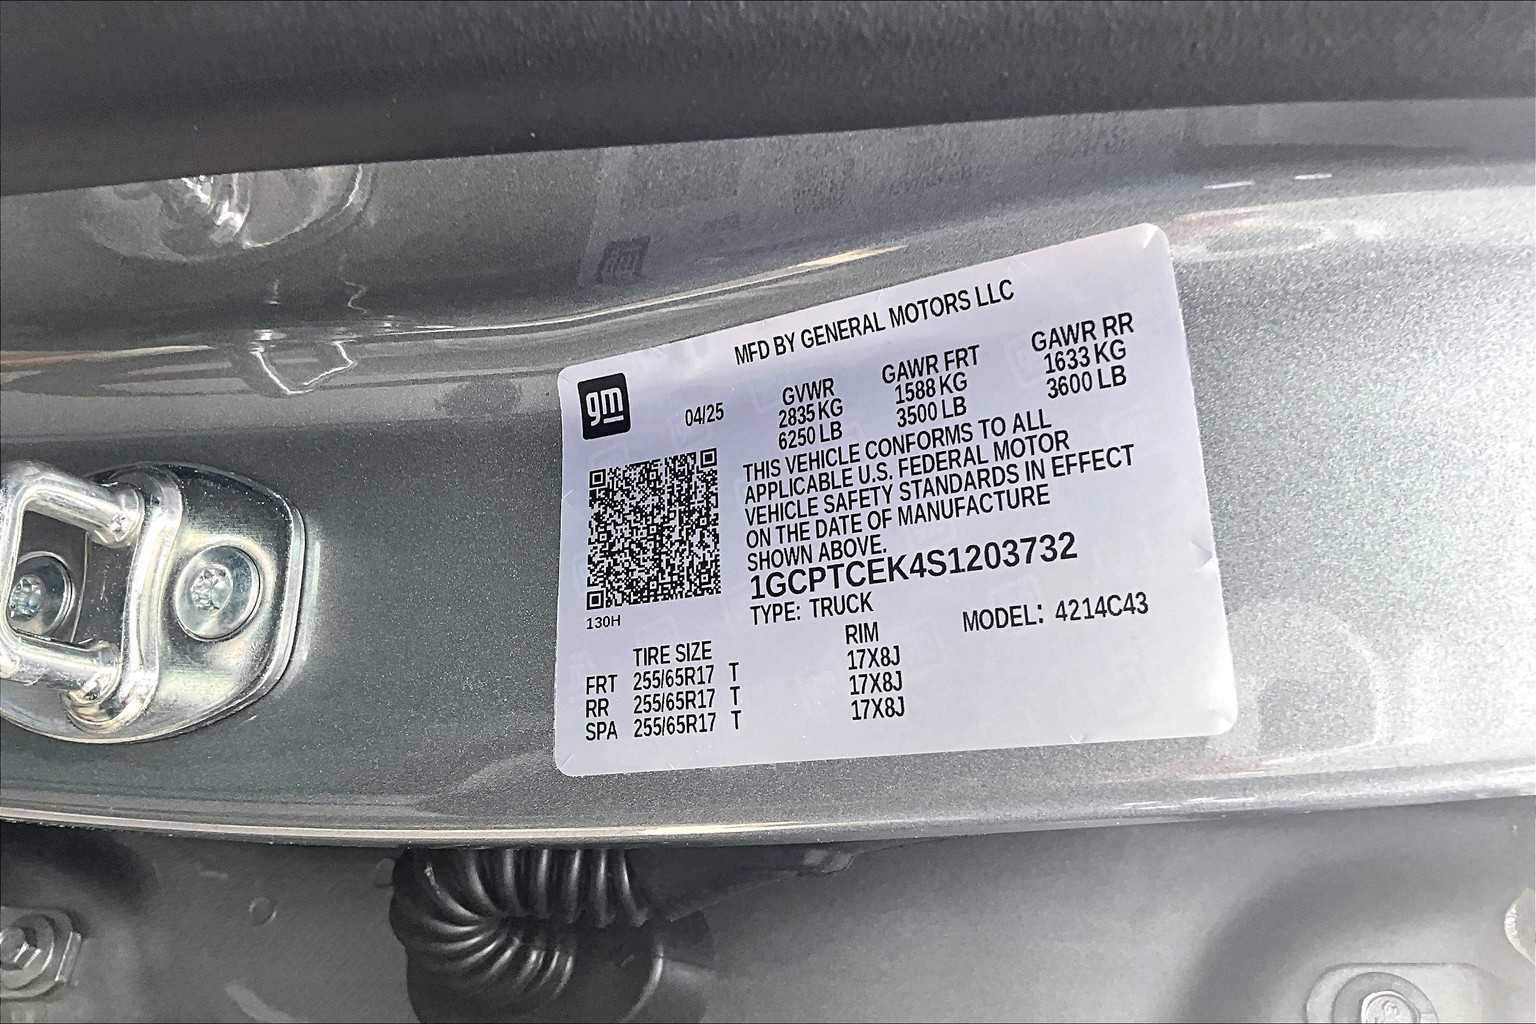 MFD BY GENERAL MOTORS LLC
gm
04/25
GVWR
2835 KG
6250 LB
GAWR FRT
1588 KG
3500 LB
GAWR RR
1633 KG
3600 LB
THIS VEHICLE CONFORMS TO ALL
APPLICABLE U.S. FEDERAL MOTOR
VEHICLE SAFETY STANDARDS IN EFFECT
ON THE DATE OF MANUFACTURE
SHOWN ABOVE.
1GCPTCEK4S1203732
TYPE: TRUCK
MODEL: 4214C43
130H
TIRE SIZE RIM
FRT 255/65R17 T 17X8J
RR 255/65R17 T 17X8J
SPA 255/65R17 T 17X8J